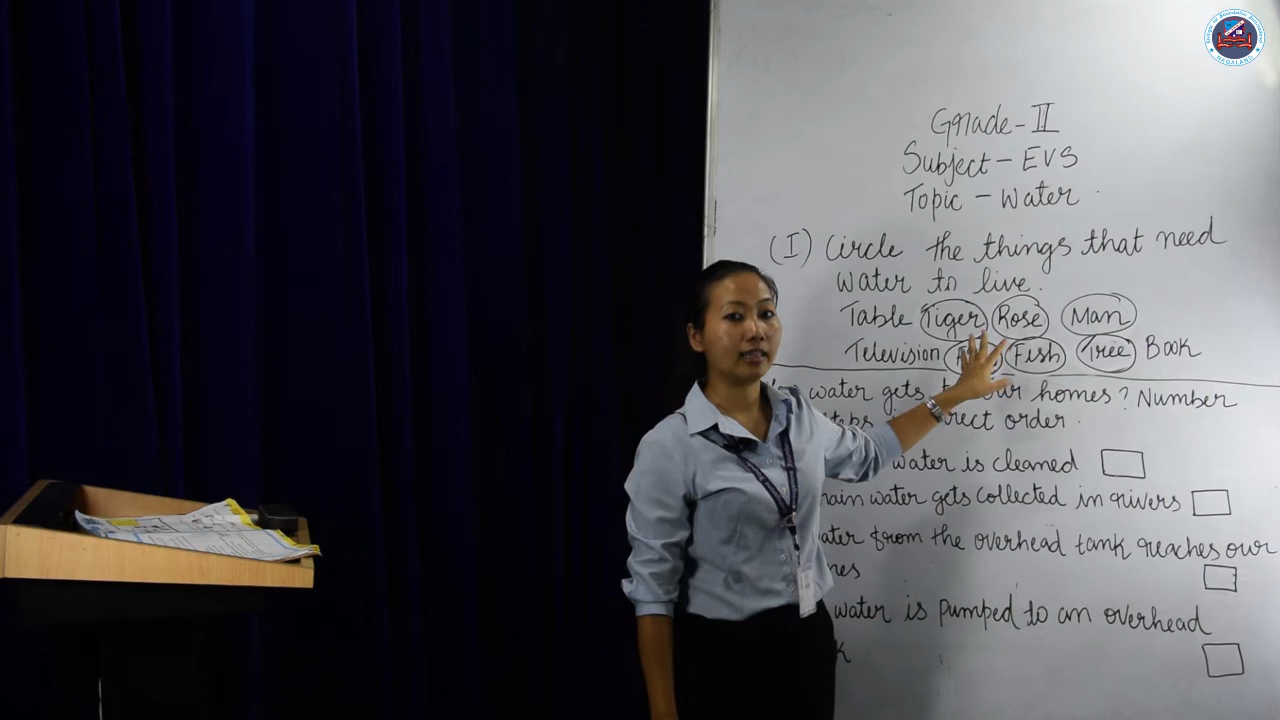 Grade - II
Subject - EVS
Topic - Water
(I) Circle the things that need
water to live.
Table Tiger Rose Man
Television Fish Tree Book
water gets our homes? Number
correct order.
water is cleaned
rain water gets collected in rivers
water from the overhead tank reaches our
water is pumped to an overhead
NAGALAND